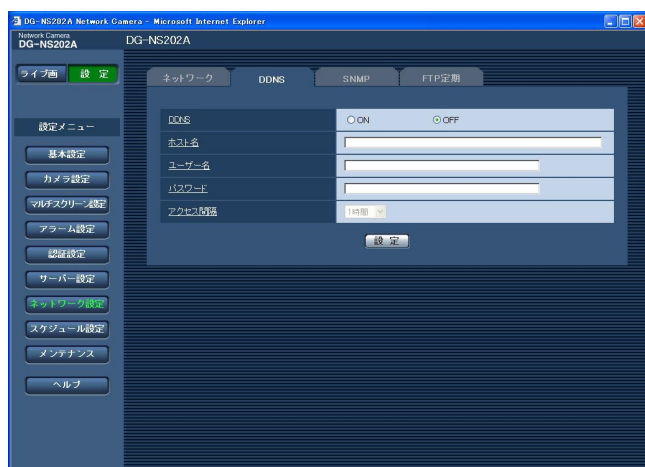 DG-NS202A Network Camera - Microsoft Internet Explorer
Network Camera
DG-NS202A
DG-NS202A
ライブ画 設 定
ネットワーク DDNS SNMP FTP定期
設定メニュー
基本設定
カメラ設定
マルチスクリーン設定
アラーム設定
認証設定
サーバー設定
ネットワーク設定
スケジュール設定
メンテナンス
ヘルプ
DDNS ON OFF
ホスト名
ユーザー名
パスワード
アクセス間隔 1時間
設 定